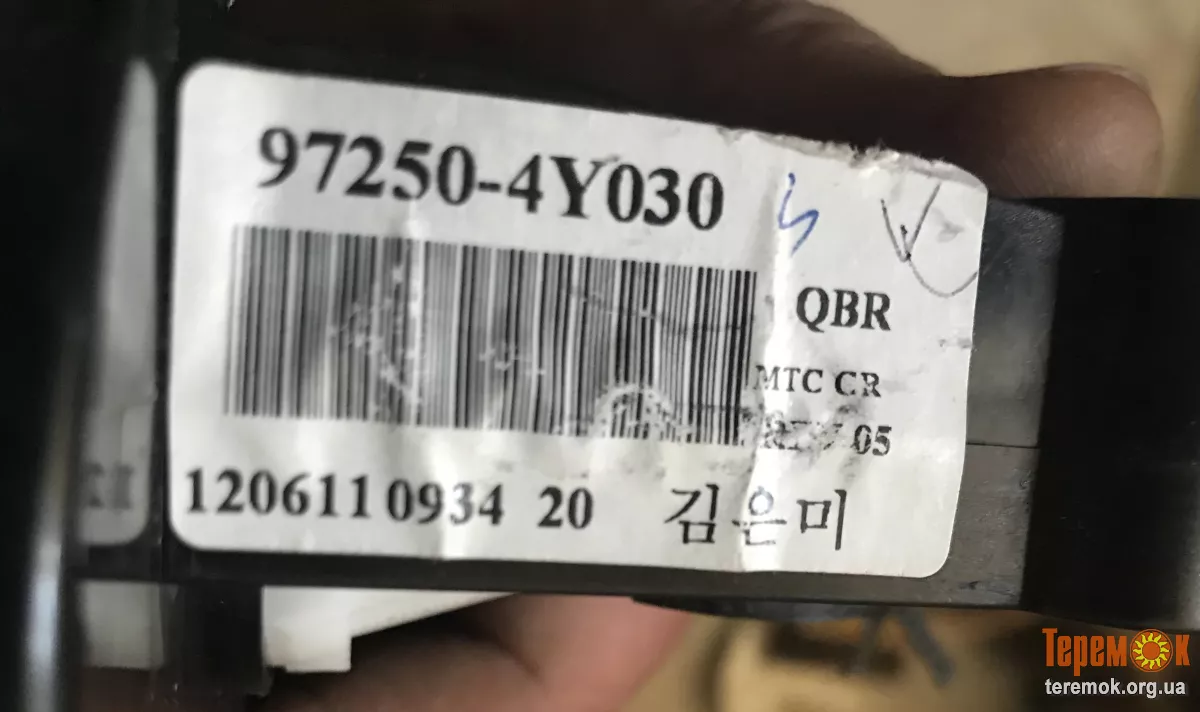 97250-4Y030
QBR
MTC CR
05
1206110934 20 김은미
ТЕРЕМОК
teremok.org.ua